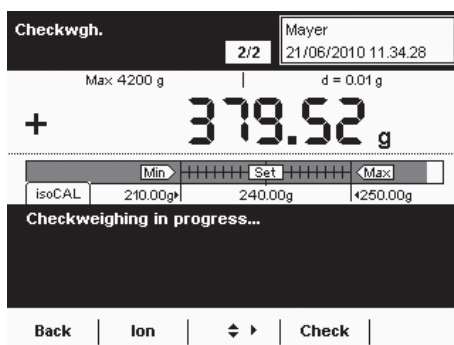 Checkwgh.
2/2
Mayer
21/06/2010 11.34.28
Max 4200 g
d = 0.01 g
+ 379.52 g
Min Set Max
isoCAL 210.00g 240.00g 250.00g
Checkweighing in progress...
Back Ion Check